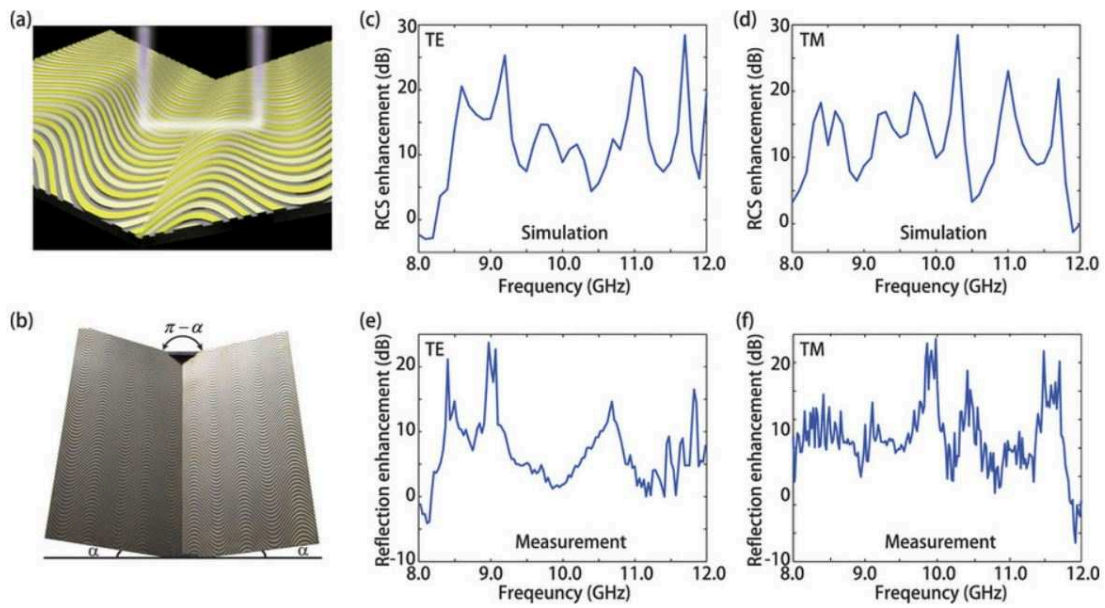 (a)
(c)
30
TE
RCS enhancement (dB)
20
10
0
Simulation
8.0 9.0 10.0 11.0 12.0
Frequency (GHz)
(d)
30
TM
RCS enhancement (dB)
20
10
0
Simulation
8.0 9.0 10.0 11.0 12.0
Frequency (GHz)
(b)
π − α
α α
(e)
TE
Reflection enhancement (dB)
20
10
0
-10
Measurement
8.0 9.0 10.0 11.0 12.0
Frequency (GHz)
(f)
TM
Reflection enhancement (dB)
20
10
0
-10
Measurement
8.0 9.0 10.0 11.0 12.0
Frequeuncy (GHz)